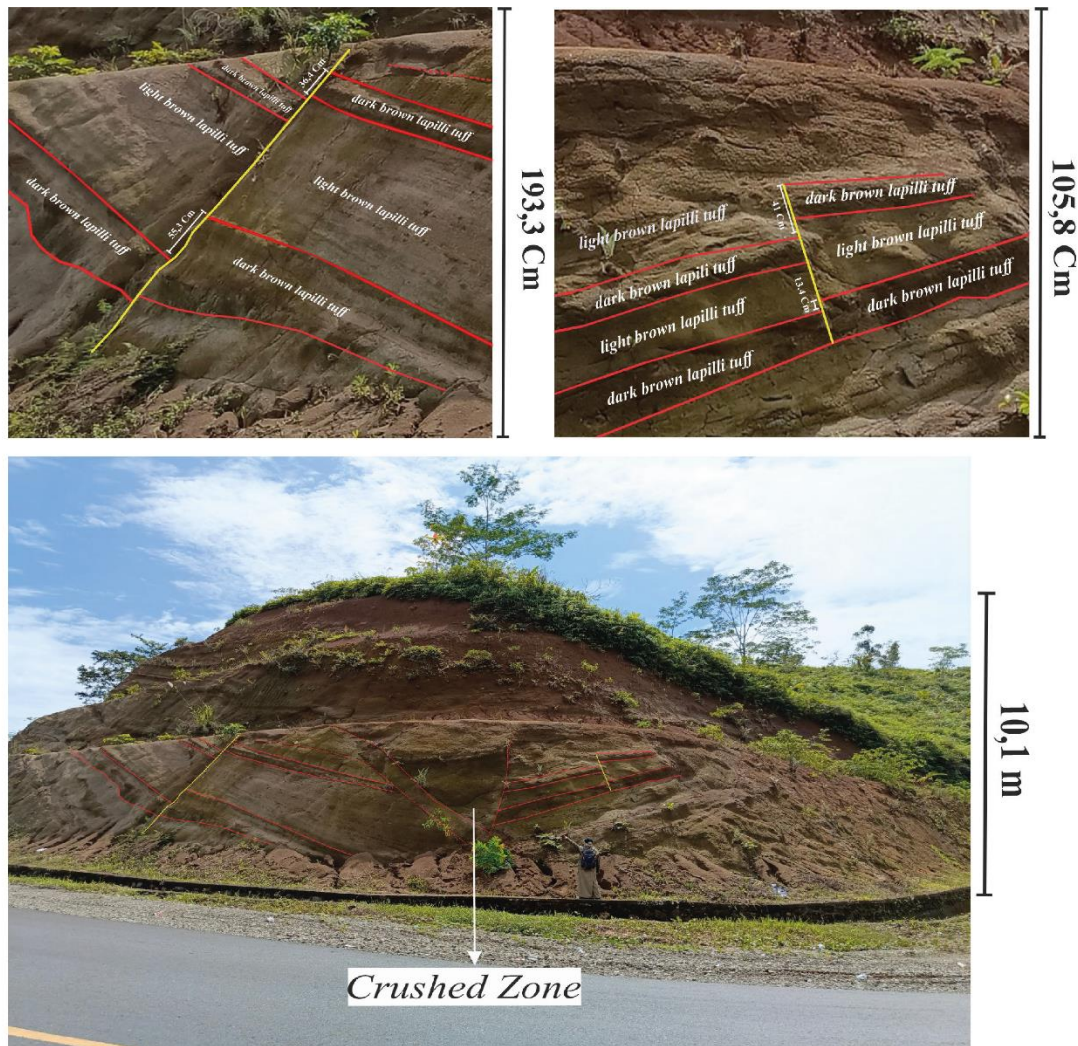 36,4 Cm
dark brown lapilli tuff
light brown lapilli tuff
dark brown lapilli tuff
light brown lapilli tuff
55,3 Cm
dark brown lapilli tuff
dark brown lapilli tuff
193,3 Cm
dark brown lapilli tuff
41 Cm
light brown lapilli tuff
light brown lapilli tuff
dark brown lapilli tuff
13,4 Cm
dark brown lapilli tuff
light brown lapilli tuff
dark brown lapilli tuff
105,8 Cm
10,1 m
Crushed Zone